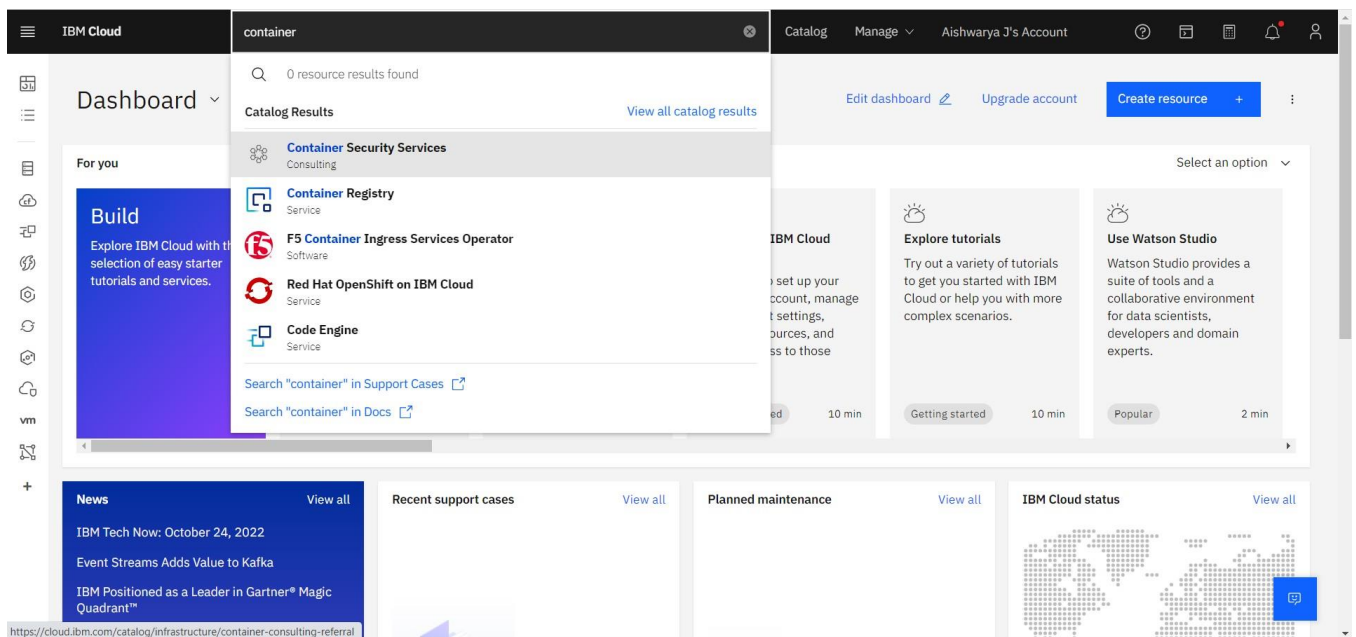 IBM Cloud
container
Catalog
Manage
Aishwarya J's Account
0 resource results found
Catalog Results
View all catalog results
Container Security Services
Consulting
Container Registry
Service
F5 Container Ingress Services Operator
Software
Red Hat OpenShift on IBM Cloud
Service
Code Engine
Service
Search "container" in Support Cases
Search "container" in Docs
Dashboard
Edit dashboard
Upgrade account
Create resource +
For you
Select an option
Build
Explore IBM Cloud with
selection of easy starter
tutorials and services.
IBM Cloud
set up your
manage
settings,
and
to those
10 min
Explore tutorials
Try out a variety of tutorials
to get you started with IBM
Cloud or help you with more
complex scenarios.
Getting started
10 min
Use Watson Studio
Watson Studio provides a
suite of tools and a
collaborative environment
for data scientists,
developers and domain
experts.
Popular
2 min
vm
News
View all
IBM Tech Now: October 24, 2022
Event Streams Adds Value to Kafka
IBM Positioned as a Leader in Gartner® Magic
Quadrant™
Recent support cases
View all
Planned maintenance
View all
IBM Cloud status
View all
https://cloud.ibm.com/catalog/infrastructure/container-consulting-referral